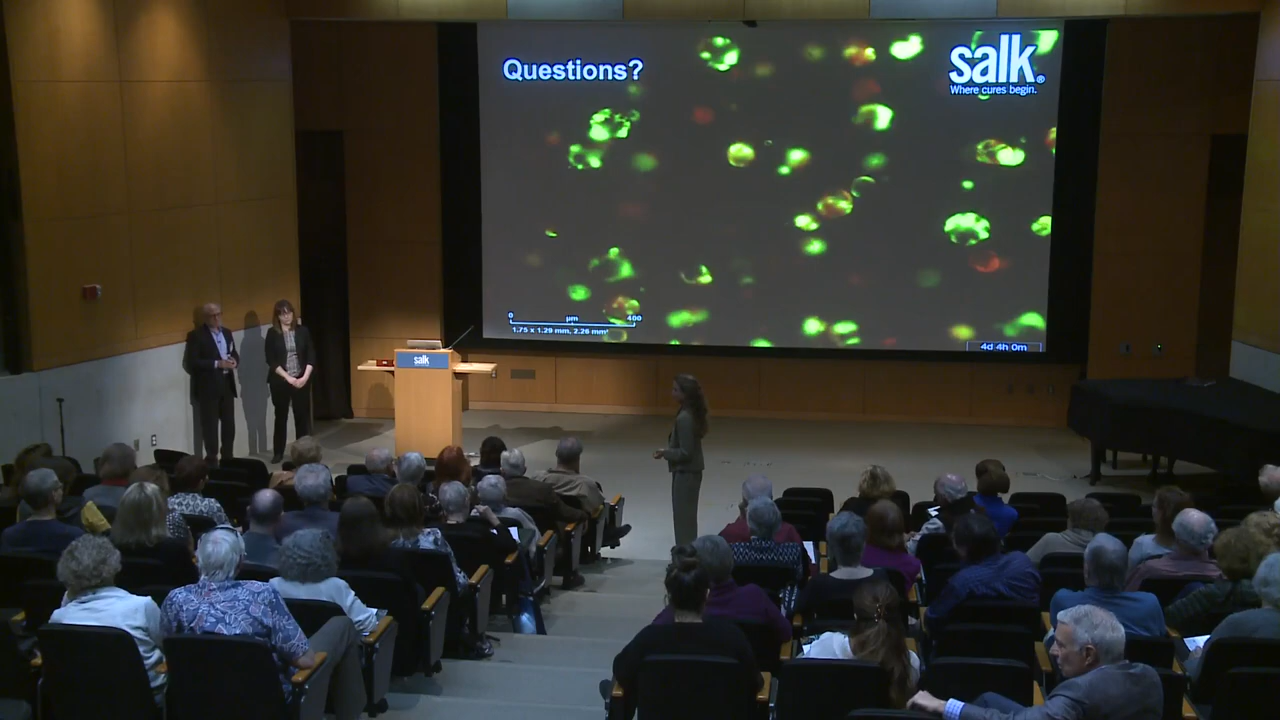 Questions?
salk®
Where cures begin.
0 µm 400
1.75 x 1.29 mm, 2.26 mm²
4d 4h 0m
salk